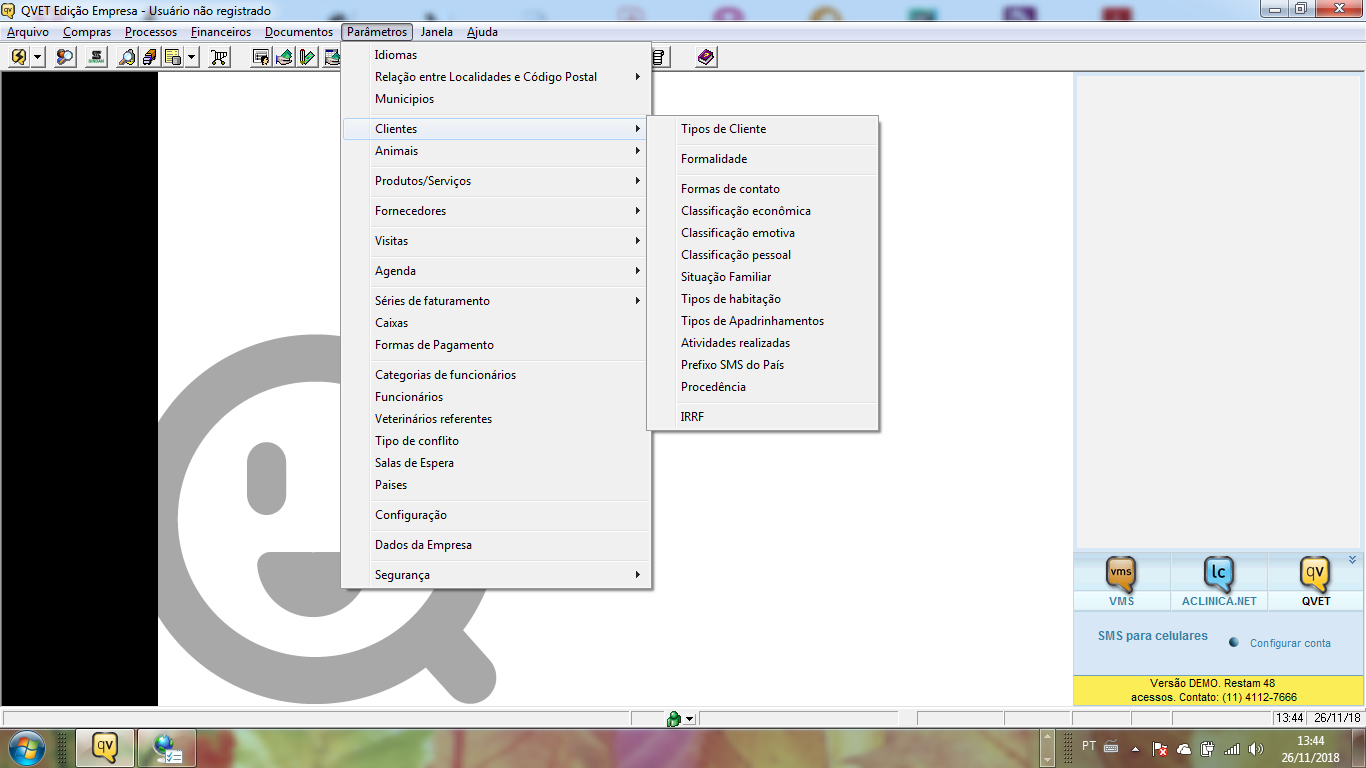 QVET Edição Empresa - Usuário não registrado
Arquivo Compras Processos Financeiros Documentos Parâmetros Janela Ajuda
Idiomas
Relação entre Localidades e Código Postal
Municipios
Clientes
Animais
Produtos/Serviços
Fornecedores
Visitas
Agenda
Séries de faturamento
Caixas
Formas de Pagamento
Categorias de funcionários
Funcionários
Veterinários referentes
Tipo de conflito
Salas de Espera
Paises
Configuração
Dados da Empresa
Segurança
Tipos de Cliente
Formalidade
Formas de contato
Classificação econômica
Classificação emotiva
Classificação pessoal
Situação Familiar
Tipos de habitação
Tipos de Apadrinhamentos
Atividades realizadas
Prefixo SMS do País
Procedência
IRRF
vms lc qv
VMS ACLINICA.NET QVET
SMS para celulares Configurar conta
Versão DEMO. Restam 48
acessos. Contato: (11) 4112-7666
13:44 26/11/18
qv PT 13:44
26/11/2018